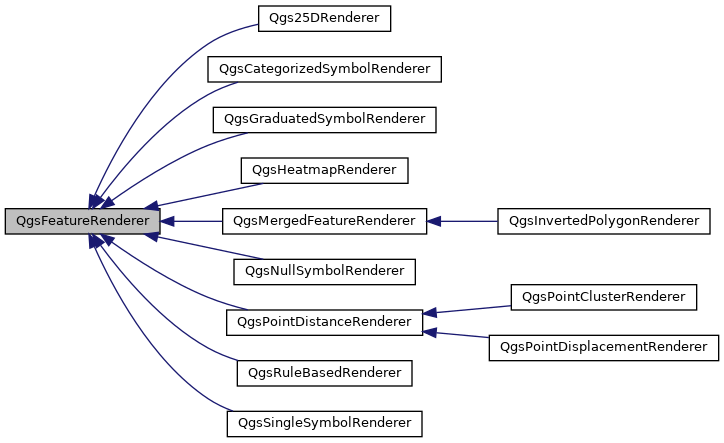 Qgs25DRenderer
QgsCategorizedSymbolRenderer
QgsGraduatedSymbolRenderer
QgsHeatmapRenderer
QgsFeatureRenderer
QgsMergedFeatureRenderer
QgsInvertedPolygonRenderer
QgsNullSymbolRenderer
QgsPointClusterRenderer
QgsPointDistanceRenderer
QgsPointDisplacementRenderer
QgsRuleBasedRenderer
QgsSingleSymbolRenderer